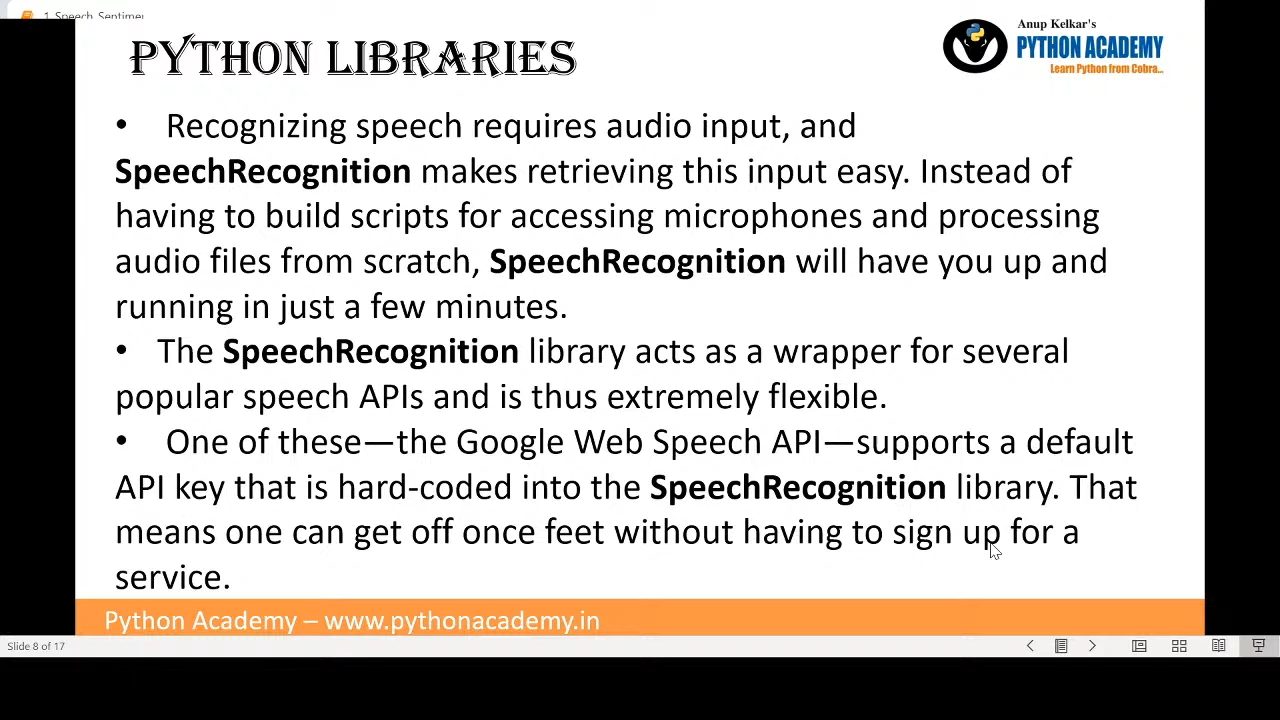 1 Speech Sentime
PYTHON LIBRARIES
Anup Kelkar's
PYTHON ACADEMY
Learn Python from Cobra...
• Recognizing speech requires audio input, and
SpeechRecognition makes retrieving this input easy. Instead of
having to build scripts for accessing microphones and processing
audio files from scratch, SpeechRecognition will have you up and
running in just a few minutes.
• The SpeechRecognition library acts as a wrapper for several
popular speech APIs and is thus extremely flexible.
• One of these—the Google Web Speech API—supports a default
API key that is hard-coded into the SpeechRecognition library. That
means one can get off once feet without having to sign up for a
service.
Python Academy – www.pythonacademy.in
Slide 8 of 17